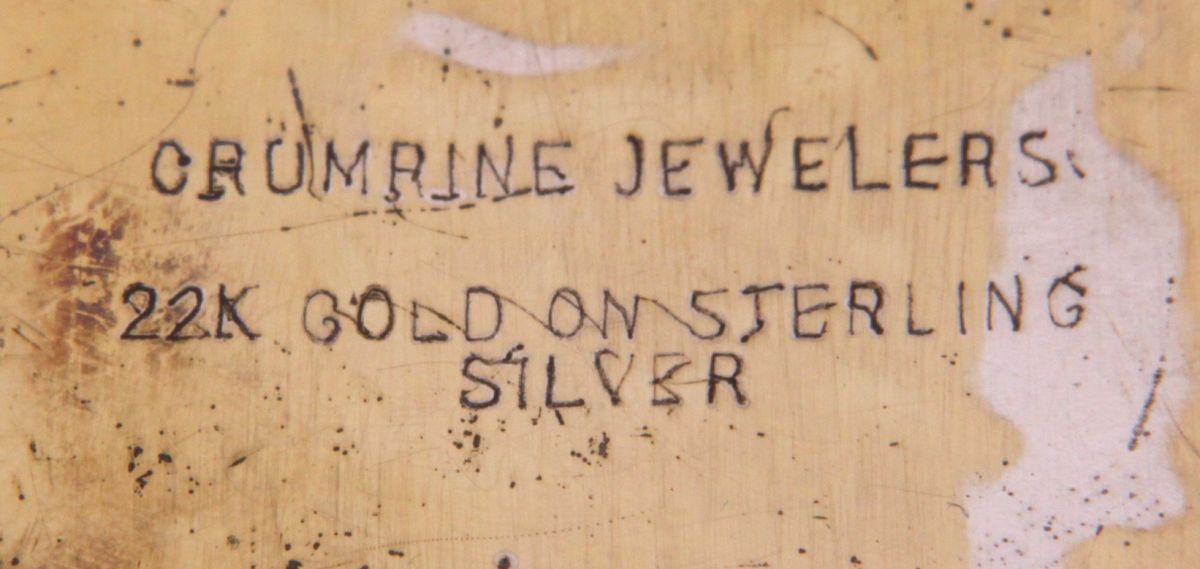 CRUMRINE JEWELERS
22K GOLD ON STERLING
SILVER